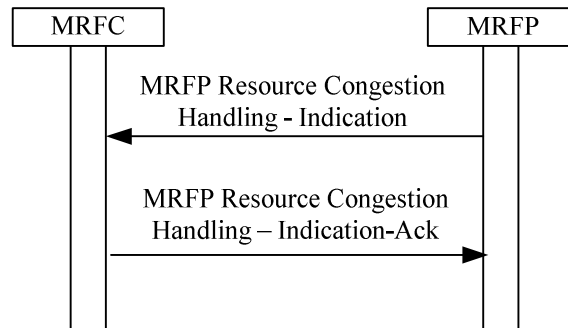 MRFC
MRFP
MRFP Resource Congestion
Handling - Indication
MRFP Resource Congestion
Handling – Indication-Ack